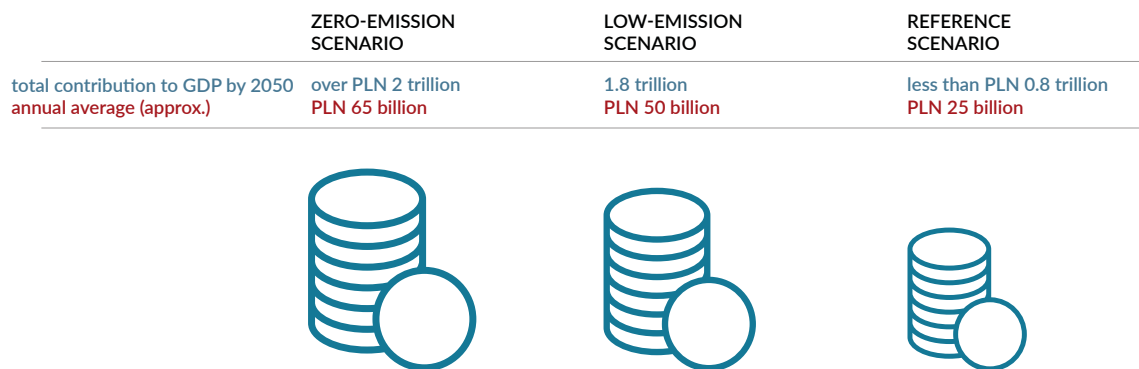 ZERO-EMISSION
SCENARIO
LOW-EMISSION
SCENARIO
REFERENCE
SCENARIO
total contribution to GDP by 2050 over PLN 2 trillion 1.8 trillion less than PLN 0.8 trillion
annual average (approx.) PLN 65 billion PLN 50 billion PLN 25 billion